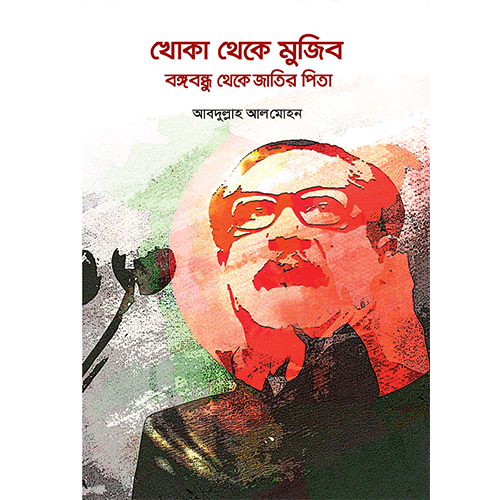 খোকা থেকে মুজিব
বঙ্গবন্ধু থেকে জাতির পিতা
আবদুল্লাহ আল মোহন